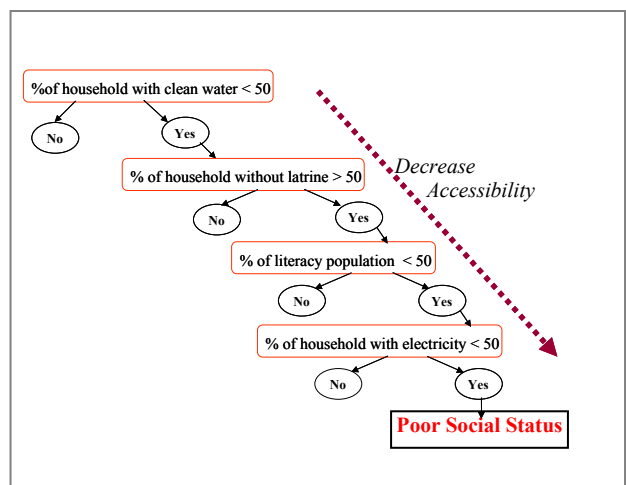 %of household with clean water < 50
No
Yes
% of household without latrine > 50
Decrease
Accessibility
No
Yes
% of literacy population < 50
No
Yes
% of household with electricity < 50
No
Yes
Poor Social Status